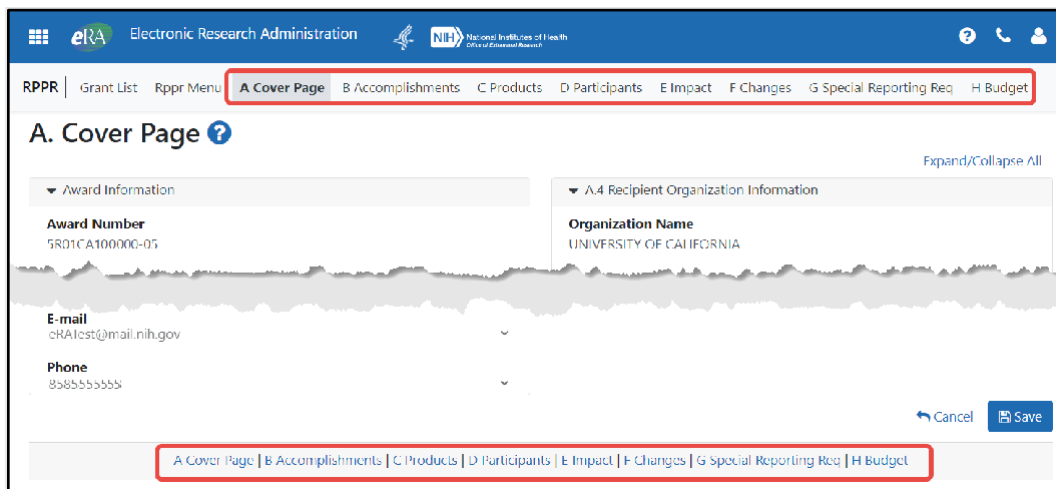 eRA Electronic Research Administration NIH National Institutes of Health
Office of Extramural Research
RPPR | Grant List Rppr Menu A Cover Page B Accomplishments C Products D Participants E Impact F Changes G Special Reporting Req H Budget
A. Cover Page ?
Expand/Collapse All
Award Information
A.4 Recipient Organization Information
Award Number
5R01CA100000-05
Organization Name
UNIVERSITY OF CALIFORNIA
E-mail
eRATest@mail.nih.gov
Phone
8585555555
Cancel Save
A Cover Page | B Accomplishments | C Products | D Participants | E Impact | F Changes | G Special Reporting Req | H Budget